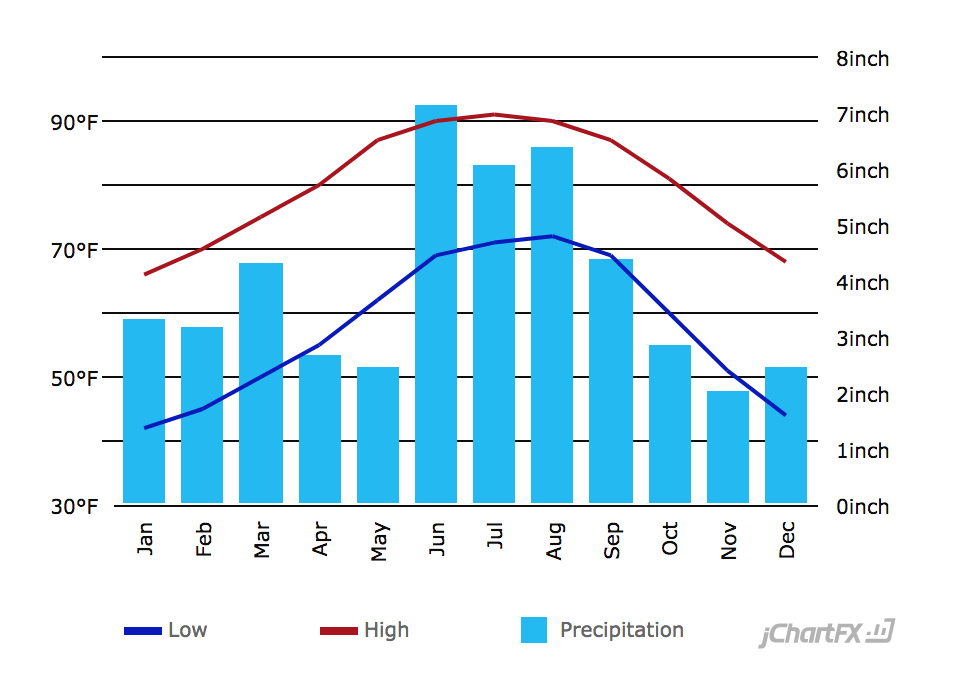 8inch
90°F
7inch
6inch
70°F
5inch
4inch
3inch
50°F
2inch
1inch
30°F
0inch
Jan Feb Mar Apr May Jun Jul Aug Sep Oct Nov Dec
Low High Precipitation
jChartFX